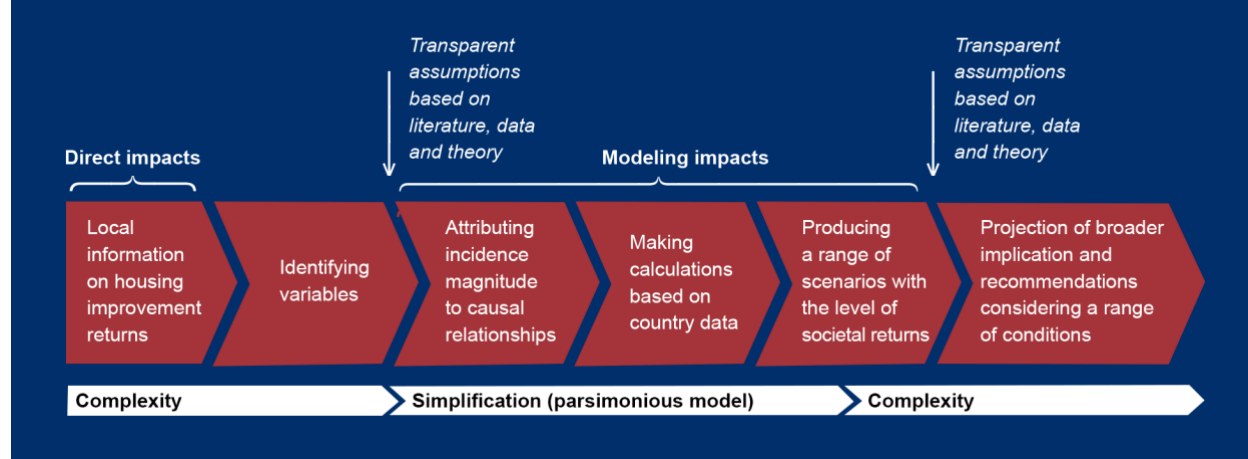 Transparent
assumptions
based on
literature, data
and theory
Transparent
assumptions
based on
literature, data
and theory
Direct impacts
Modeling impacts
Local
information
on housing
improvement
returns
Identifying
variables
Attributing
incidence
magnitude
to causal
relationships
Making
calculations
based on
country data
Producing
a range of
scenarios with
the level of
societal returns
Projection of broader
implication and
recommendations
considering a range
of conditions
Complexity
Simplification (parsimonious model)
Complexity